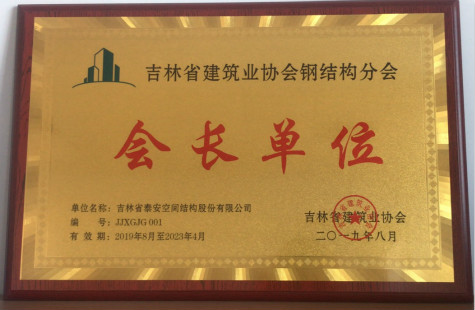 吉林省建筑业协会钢结构分会
会长单位
单位名称：吉林省泰安空间结构股份有限公司
编　　号：JJXGJG 001
有 效 期：2019年8月至2023年4月
吉林省建筑业协会
二〇一九年八月